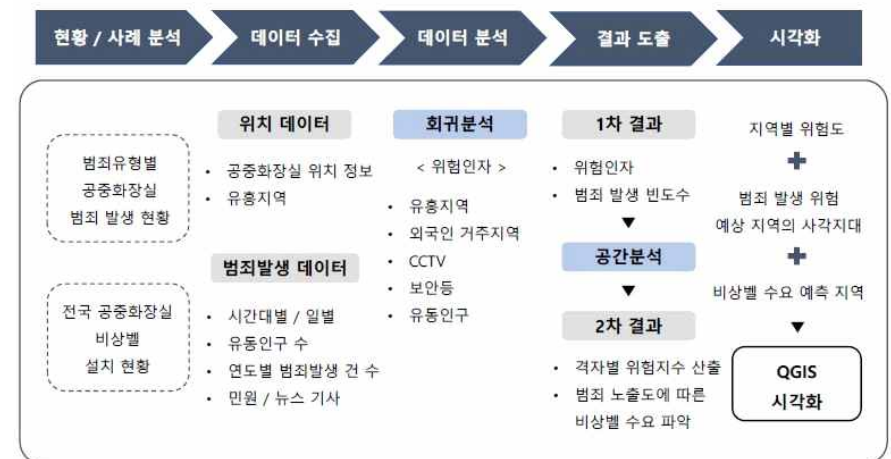 현황 / 사례 분석
데이터 수집
데이터 분석
결과 도출
시각화
범죄유형별
공중화장실
범죄 발생 현황
전국 공중화장실
비상벨
설치 현황
위치 데이터
• 공중화장실 위치 정보
• 유흥지역
범죄발생 데이터
• 시간대별 / 일별
• 유동인구 수
• 연도별 범죄발생 건 수
• 민원 / 뉴스 기사
회귀분석
< 위험인자 >
• 유흥지역
• 외국인 거주지역
• CCTV
• 보안등
• 유동인구
1차 결과
• 위험인자
• 범죄 발생 빈도수
▼
공간분석
▼
2차 결과
• 격자별 위험지수 산출
• 범죄 노출도에 따른
비상벨 수요 파악
지역별 위험도
+
범죄 발생 위험
예상 지역의 사각지대
+
비상벨 수요 예측 지역
▼
QGIS
시각화